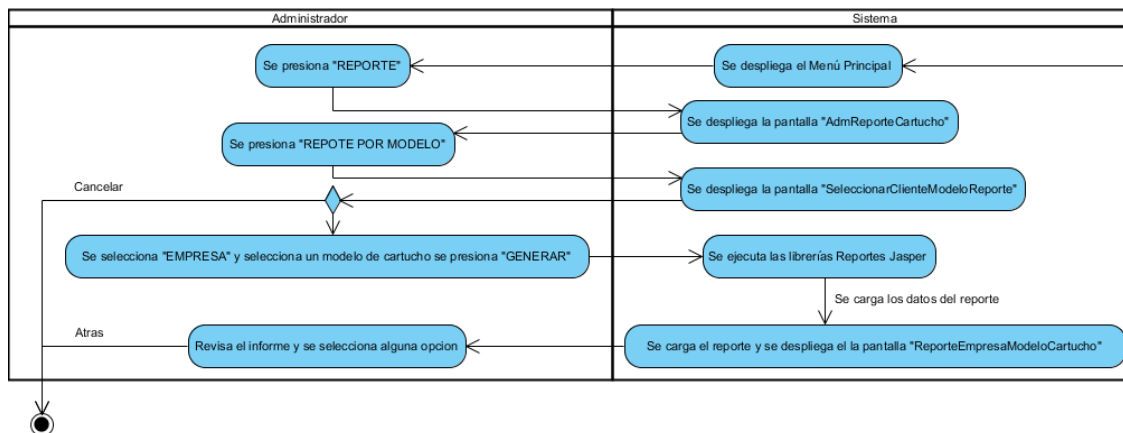 Administrador
Sistema
Se presiona "REPORTE"
Se despliega el Menú Principal
Se despliega la pantalla "AdmReporteCartucho"
Se presiona "REPOTE POR MODELO"
Cancelar
Se despliega la pantalla "SeleccionarClienteModeloReporte"
Se selecciona "EMPRESA" y selecciona un modelo de cartucho se presiona "GENERAR"
Se ejecuta las librerías Reportes Jasper
Se carga los datos del reporte
Atras
Revisa el informe y se selecciona alguna opcion
Se carga el reporte y se despliega el la pantalla "ReporteEmpresaModeloCartucho"